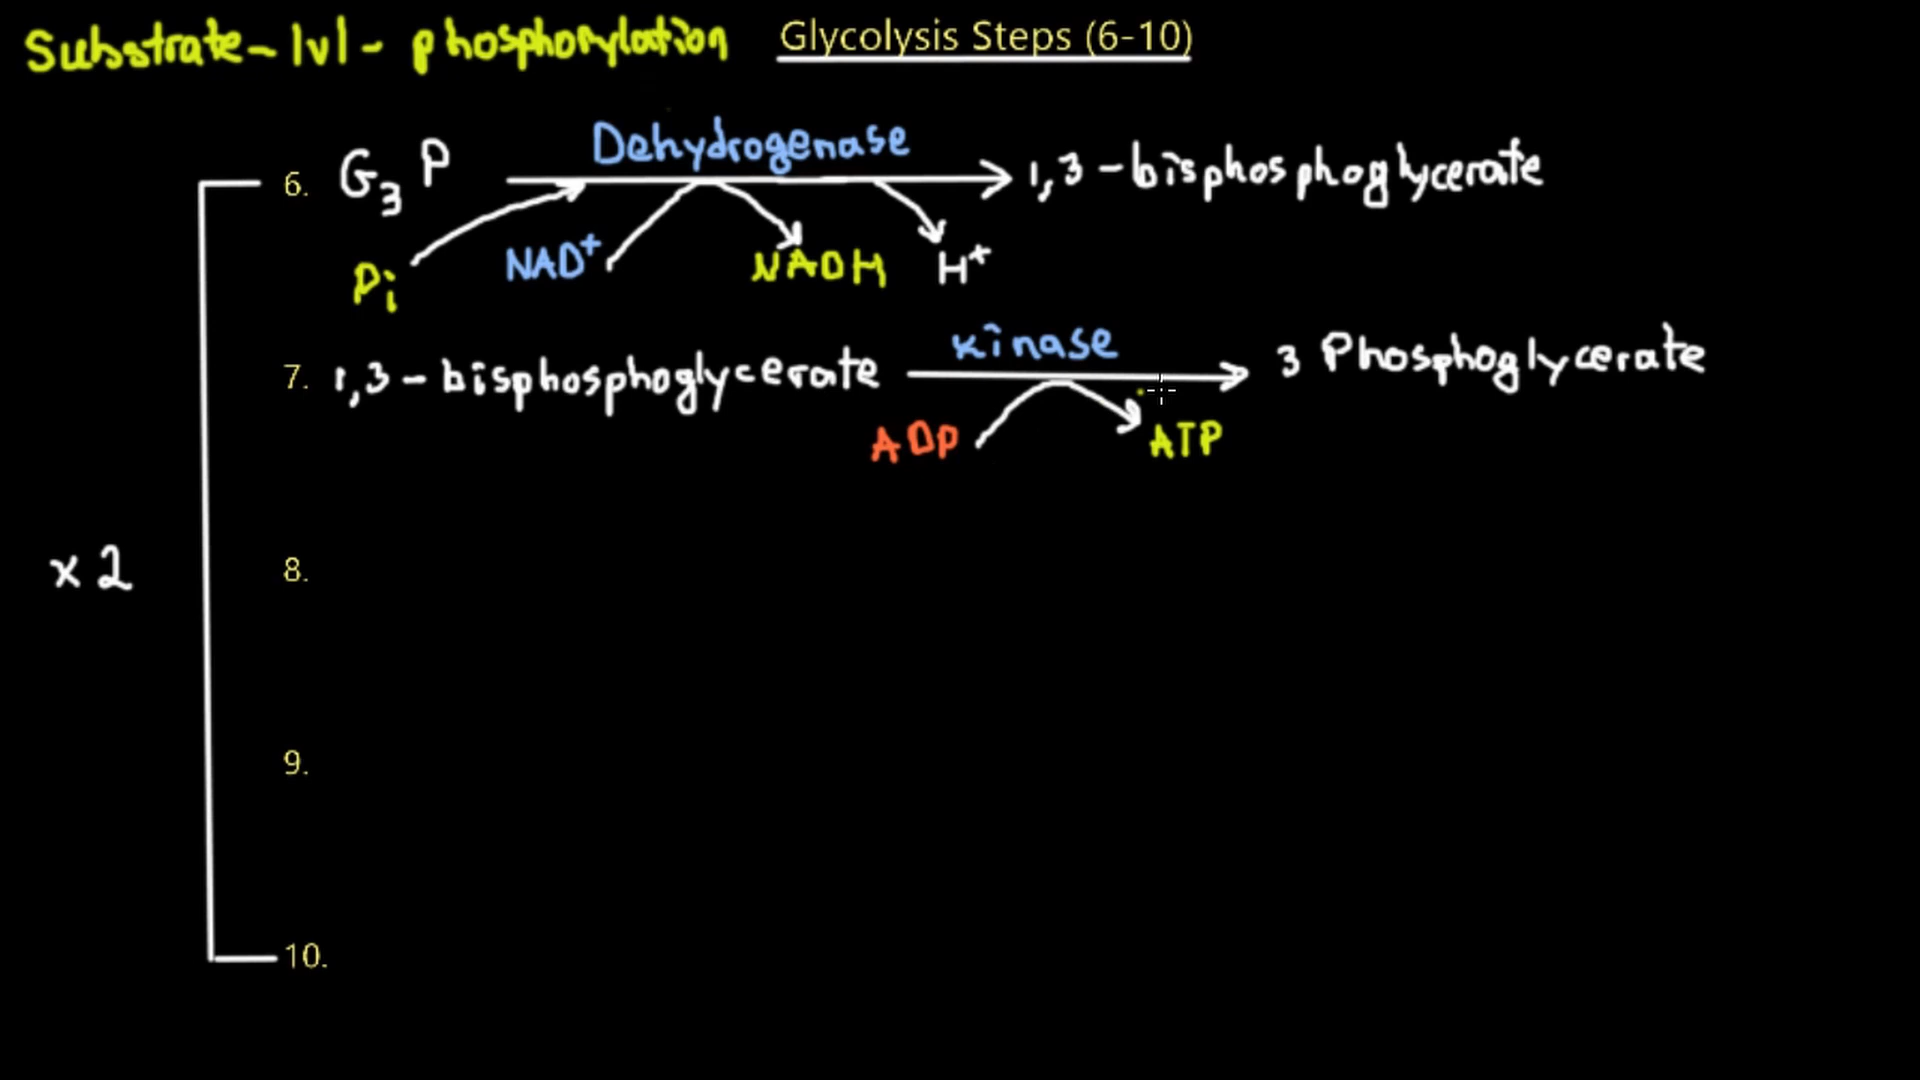 Substrate-lvl-phosphorylation Glycolysis Steps (6-10)
Dehydrogenase
6. G3P 1,3-bisphosphoglycerate
Pi NAD+ NADH H+
kinase
7. 1,3-bisphosphoglycerate 3 Phosphoglycerate
ADP ATP
x2 8.
9.
10.